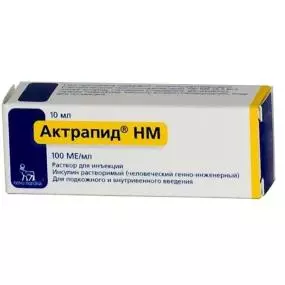 10 мл
Актрапид® НМ
100 МЕ/мл
Раствор для инъекций
Инсулин растворимый (человеческий генно-инженерный)
Для подкожного и внутривенного введения